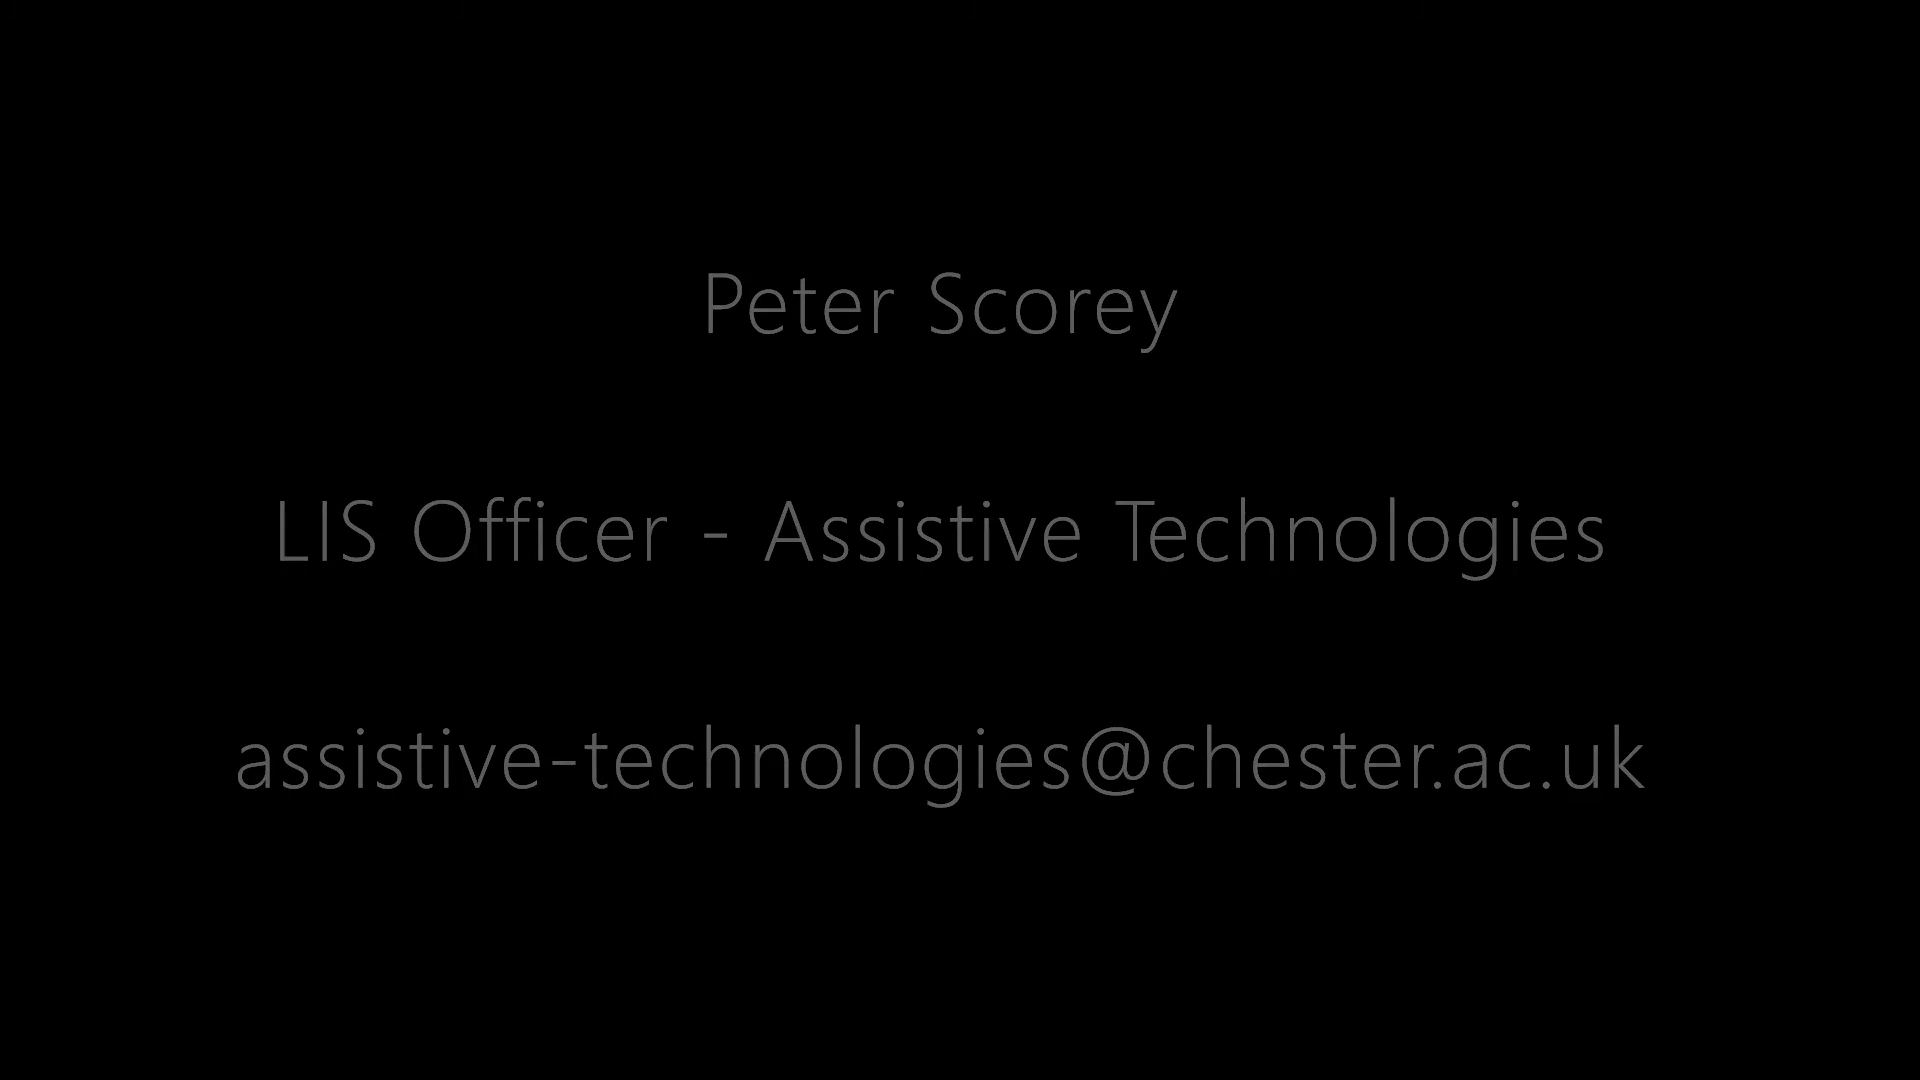 Peter Scorey
LIS Officer - Assistive Technologies
assistive-technologies@chester.ac.uk